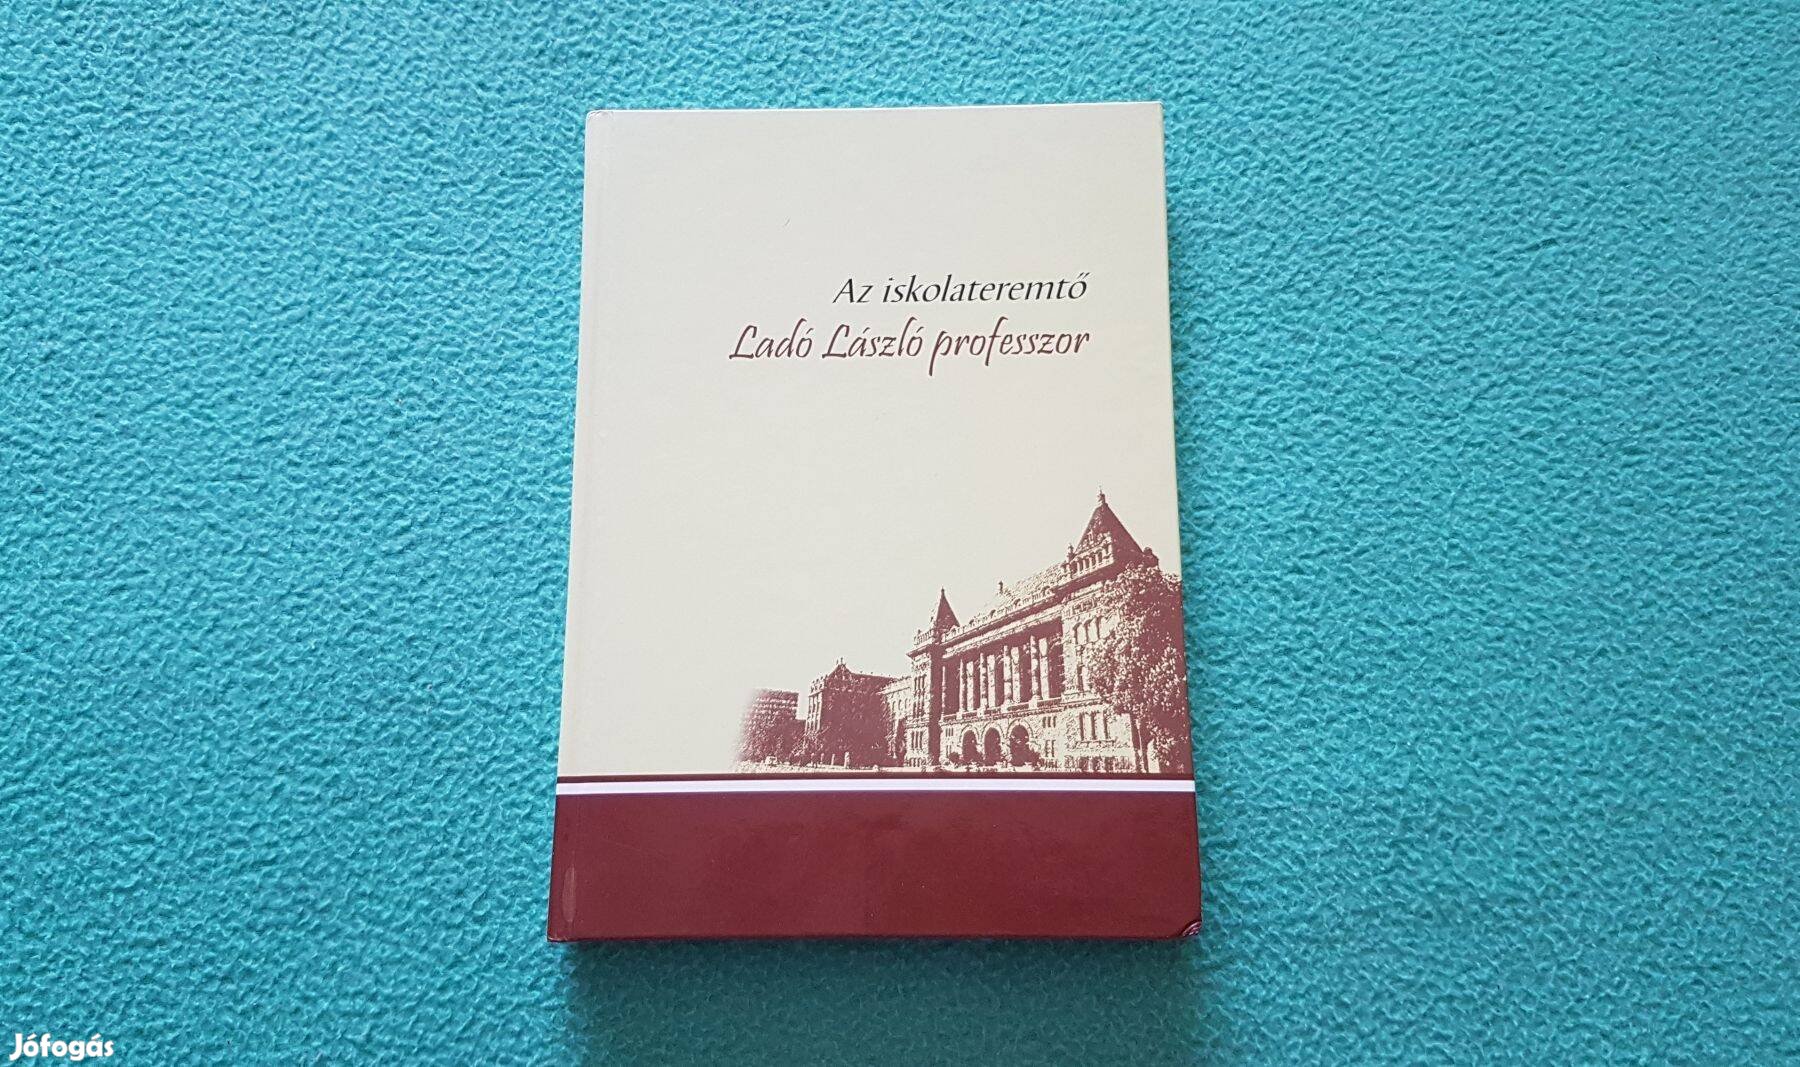 Az iskolateremtő
Ladó László professzor
Jófogás